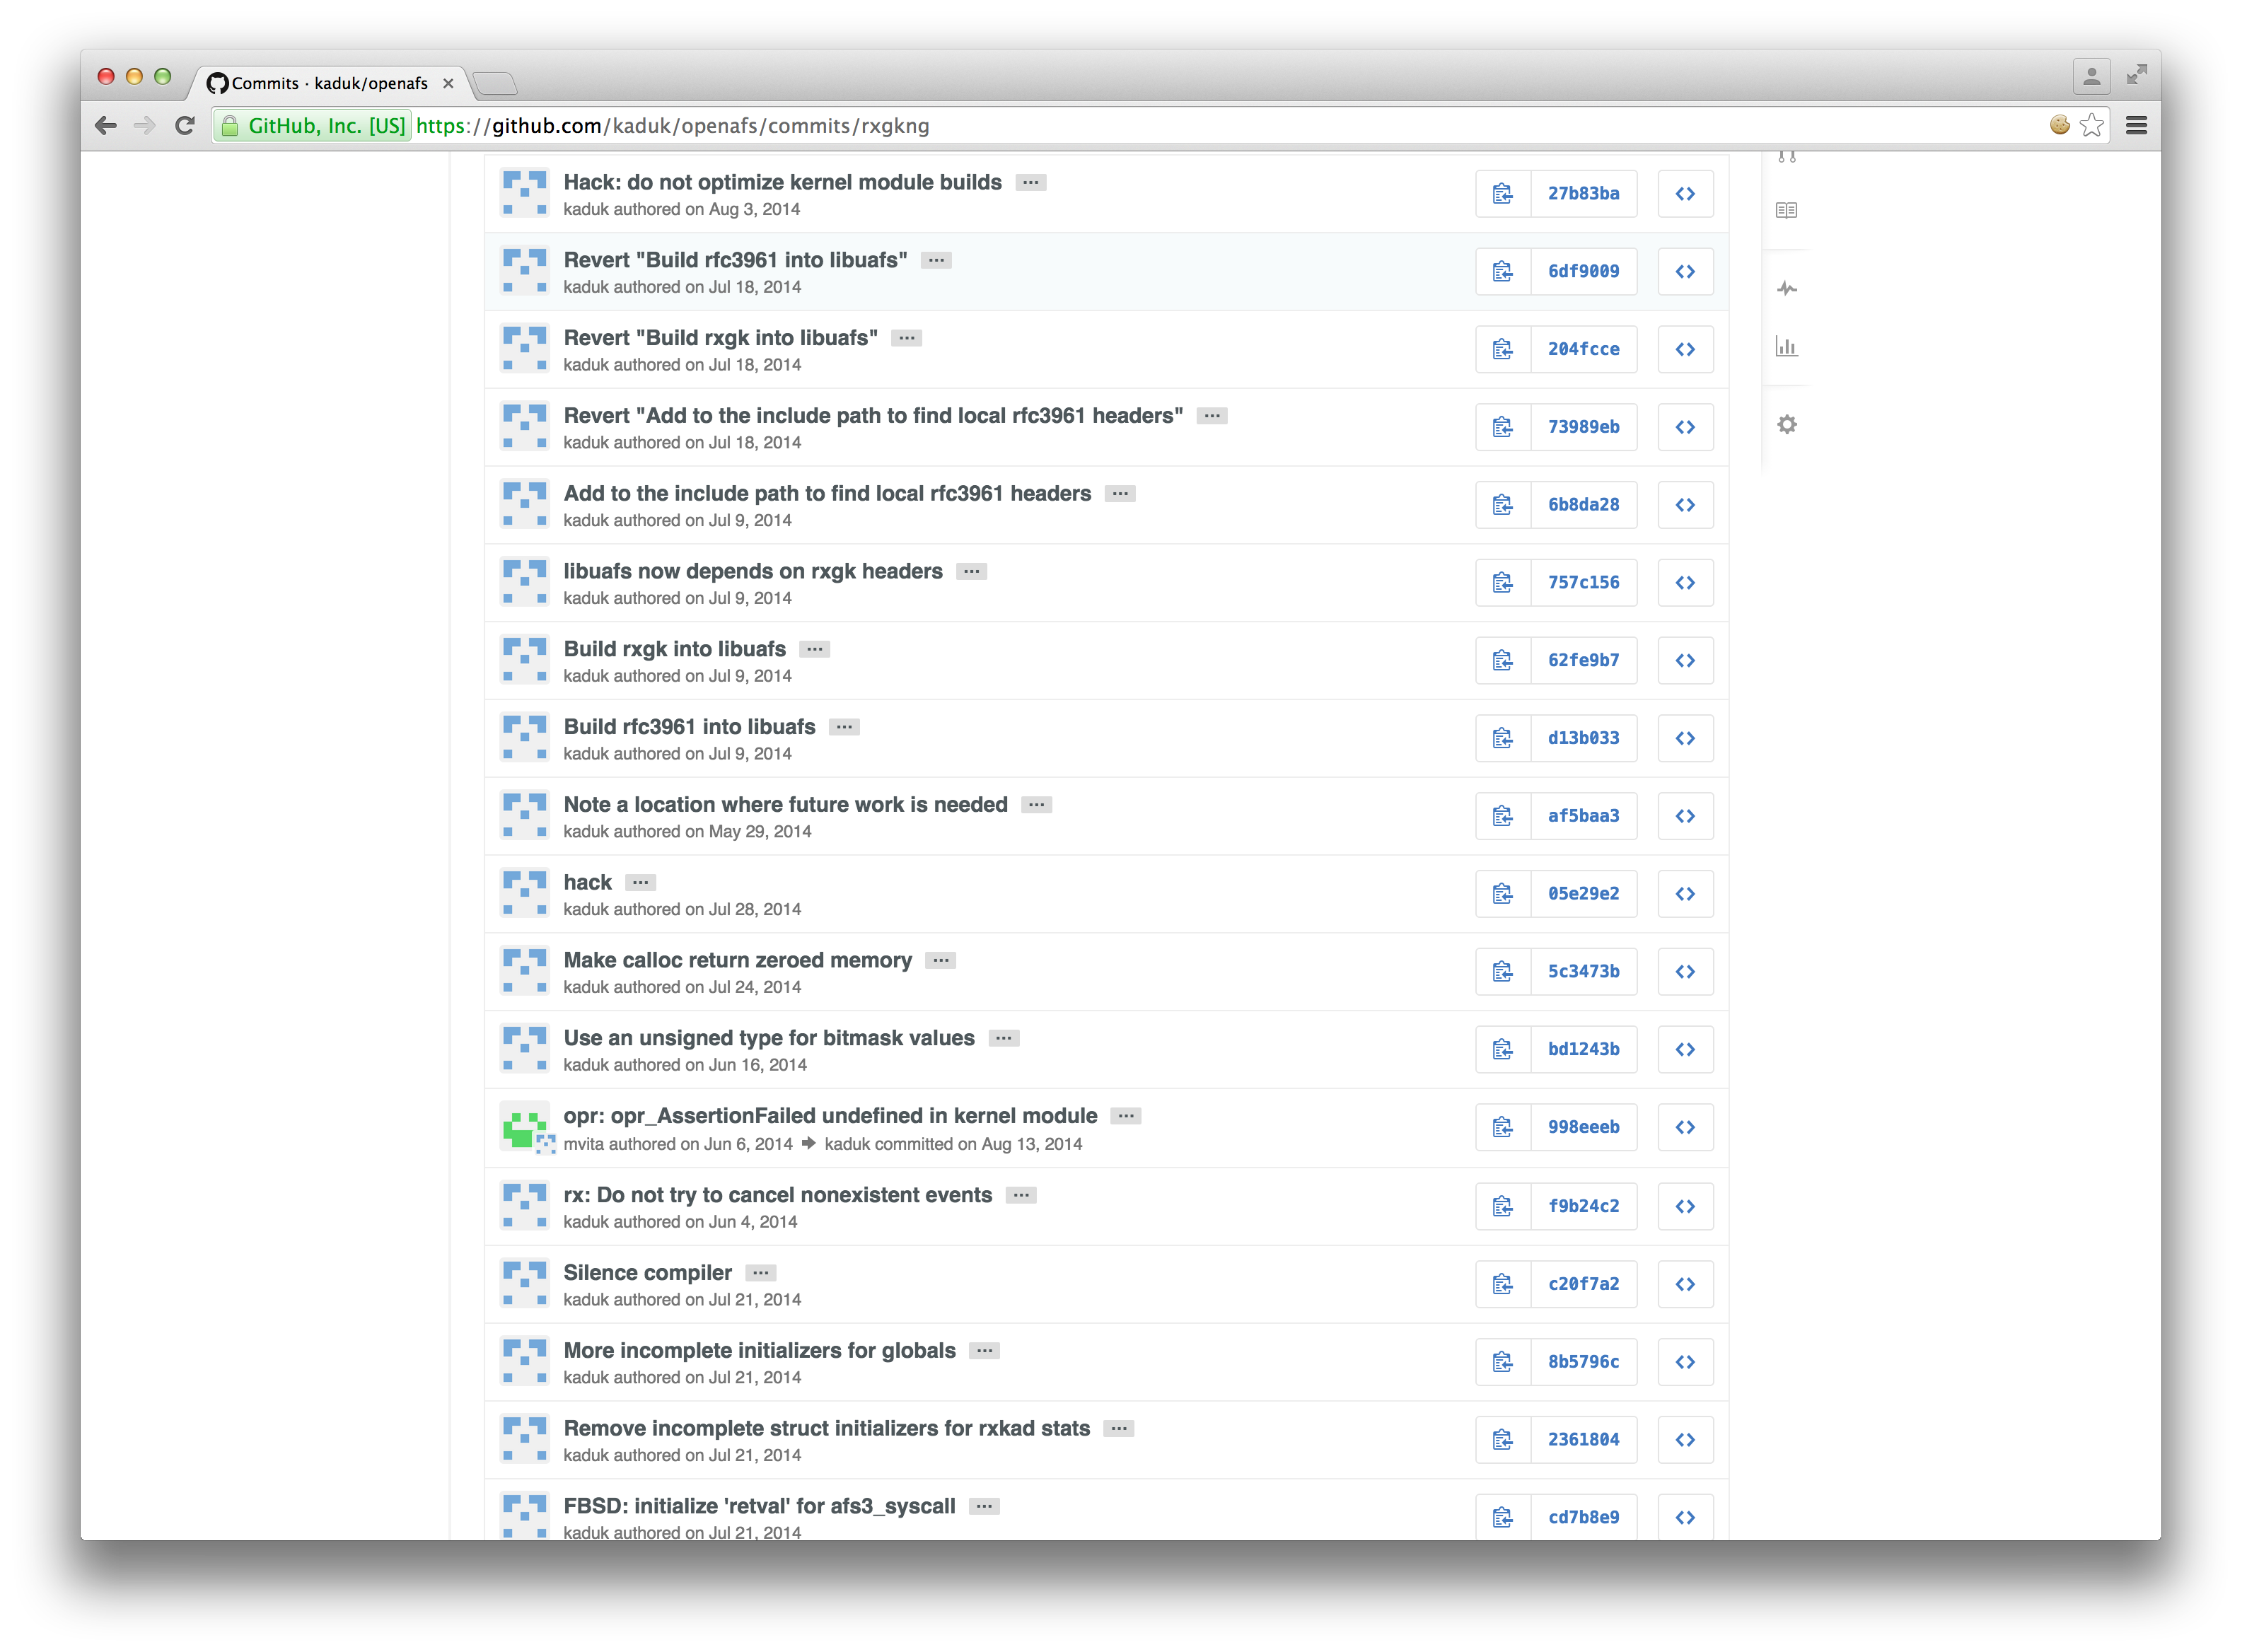 Commits · kaduk/openafs
GitHub, Inc. [US] https://github.com/kaduk/openafs/commits/rxgkng
Hack: do not optimize kernel module builds ...
kaduk authored on Aug 3, 2014
27b83ba
Revert "Build rfc3961 into libuafs" ...
kaduk authored on Jul 18, 2014
6df9009
Revert "Build rxgk into libuafs" ...
kaduk authored on Jul 18, 2014
204fcce
Revert "Add to the include path to find local rfc3961 headers" ...
kaduk authored on Jul 18, 2014
73989eb
Add to the include path to find local rfc3961 headers ...
kaduk authored on Jul 9, 2014
6b8da28
libuafs now depends on rxgk headers ...
kaduk authored on Jul 9, 2014
757c156
Build rxgk into libuafs ...
kaduk authored on Jul 9, 2014
62fe9b7
Build rfc3961 into libuafs ...
kaduk authored on Jul 9, 2014
d13b033
Note a location where future work is needed ...
kaduk authored on May 29, 2014
af5baa3
hack ...
kaduk authored on Jul 28, 2014
05e29e2
Make calloc return zeroed memory ...
kaduk authored on Jul 24, 2014
5c3473b
Use an unsigned type for bitmask values ...
kaduk authored on Jun 16, 2014
bd1243b
opr: opr_AssertionFailed undefined in kernel module ...
mvita authored on Jun 6, 2014 → kaduk committed on Aug 13, 2014
998eeeb
rx: Do not try to cancel nonexistent events ...
kaduk authored on Jun 4, 2014
f9b24c2
Silence compiler ...
kaduk authored on Jul 21, 2014
c20f7a2
More incomplete initializers for globals ...
kaduk authored on Jul 21, 2014
8b5796c
Remove incomplete struct initializers for rxkad stats ...
kaduk authored on Jul 21, 2014
2361804
FBSD: initialize 'retval' for afs3_syscall ...
kaduk authored on Jul 21, 2014
cd7b8e9